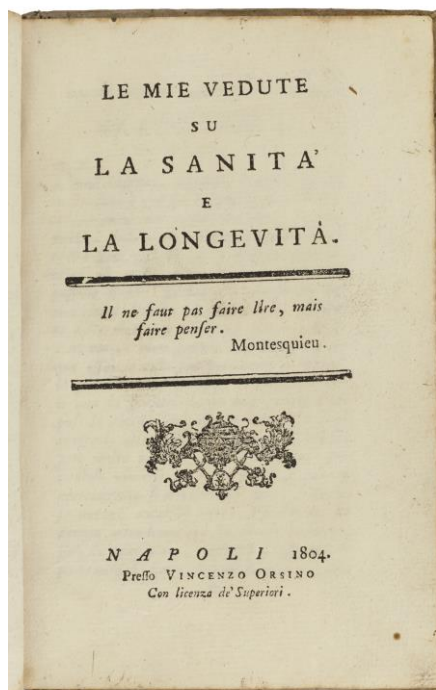 LE MIE VEDUTE
SU
LA SANITA'
E
LA LONGEVITÀ.
Il ne faut pas faire lire, mais
faire penſer.
Montesquieu.
NAPOLI 1804.
Preſſo VINCENZO ORSINO
Con licenza de' Superiori.